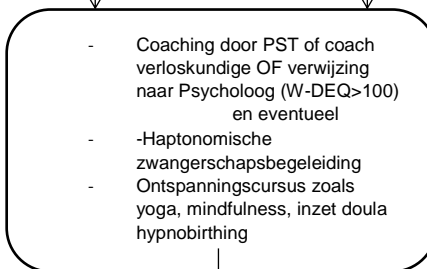 - Coaching door PST of coach
verloskundige OF verwijzing
naar Psycholoog (W-DEQ>100)
en eventueel
- -Haptonomische
zwangerschapsbegeleiding
- Ontspanningscursus zoals
yoga, mindfulness, inzet doula
hypnobirthing